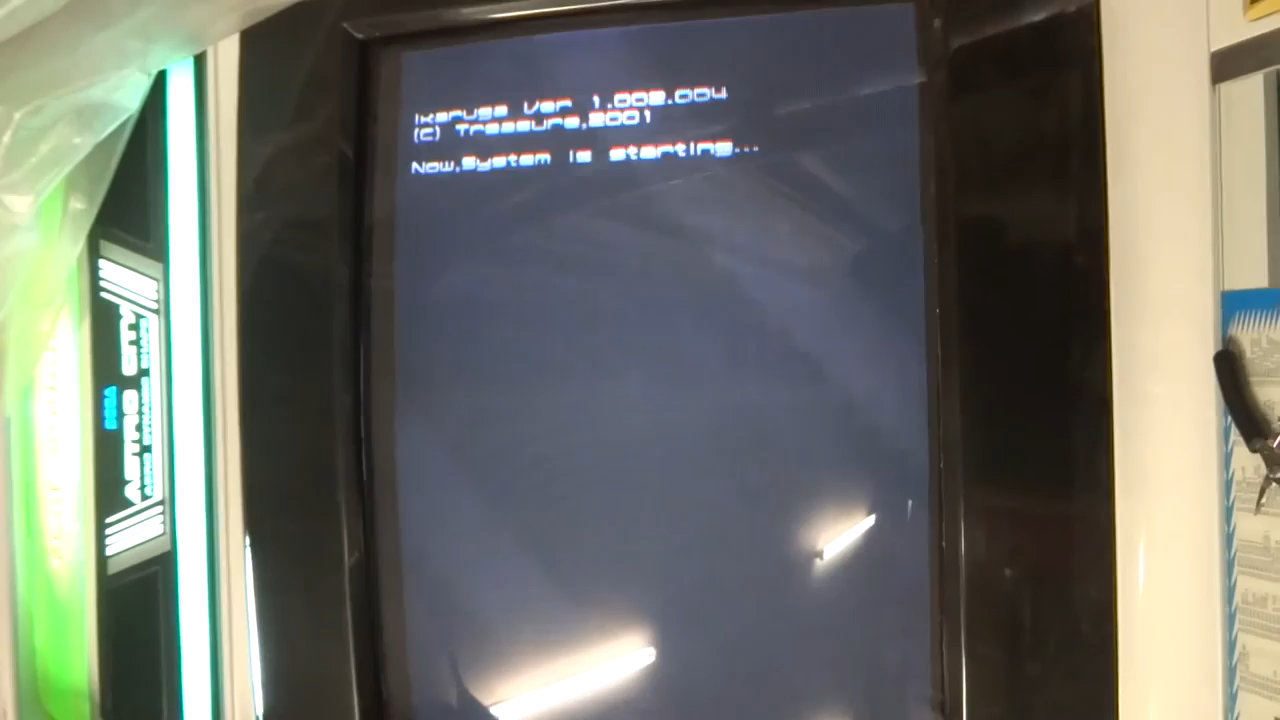 Ikaruga Ver 1.002.004
(C) Treasure,2001
Now,System is starting...
SEGA
ASTRO CITY